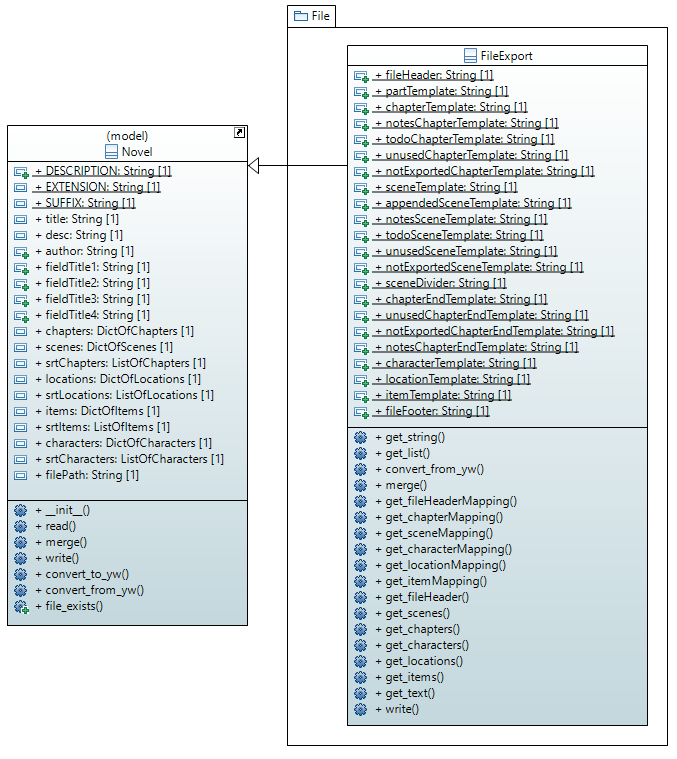 File
FileExport
+ fileHeader: String [1]
+ partTemplate: String [1]
+ chapterTemplate: String [1]
+ notesChapterTemplate: String [1]
+ todoChapterTemplate: String [1]
+ unusedChapterTemplate: String [1]
+ notExportedChapterTemplate: String [1]
+ sceneTemplate: String [1]
+ appendedSceneTemplate: String [1]
+ notesSceneTemplate: String [1]
+ todoSceneTemplate: String [1]
+ unusedSceneTemplate: String [1]
+ notExportedSceneTemplate: String [1]
+ sceneDivider: String [1]
+ chapterEndTemplate: String [1]
+ unusedChapterEndTemplate: String [1]
+ notExportedChapterEndTemplate: String [1]
+ notesChapterEndTemplate: String [1]
+ characterTemplate: String [1]
+ locationTemplate: String [1]
+ itemTemplate: String [1]
+ fileFooter: String [1]
+ get_string()
+ get_list()
+ convert_from_yw()
+ merge()
+ get_fileHeaderMapping()
+ get_chapterMapping()
+ get_sceneMapping()
+ get_characterMapping()
+ get_locationMapping()
+ get_itemMapping()
+ get_fileHeader()
+ get_scenes()
+ get_chapters()
+ get_characters()
+ get_locations()
+ get_items()
+ get_text()
+ write()
(model)
Novel
+ DESCRIPTION: String [1]
+ EXTENSION: String [1]
+ SUFFIX: String [1]
+ title: String [1]
+ desc: String [1]
+ author: String [1]
+ fieldTitle1: String [1]
+ fieldTitle2: String [1]
+ fieldTitle3: String [1]
+ fieldTitle4: String [1]
+ chapters: DictOfChapters [1]
+ scenes: DictOfScenes [1]
+ srtChapters: ListOfChapters [1]
+ locations: DictOfLocations [1]
+ srtLocations: ListOfLocations [1]
+ items: DictOfItems [1]
+ srtItems: ListOfItems [1]
+ characters: DictOfCharacters [1]
+ srtCharacters: ListOfCharacters [1]
+ filePath: String [1]
+ __init__()
+ read()
+ merge()
+ write()
+ convert_to_yw()
+ convert_from_yw()
+ file_exists()